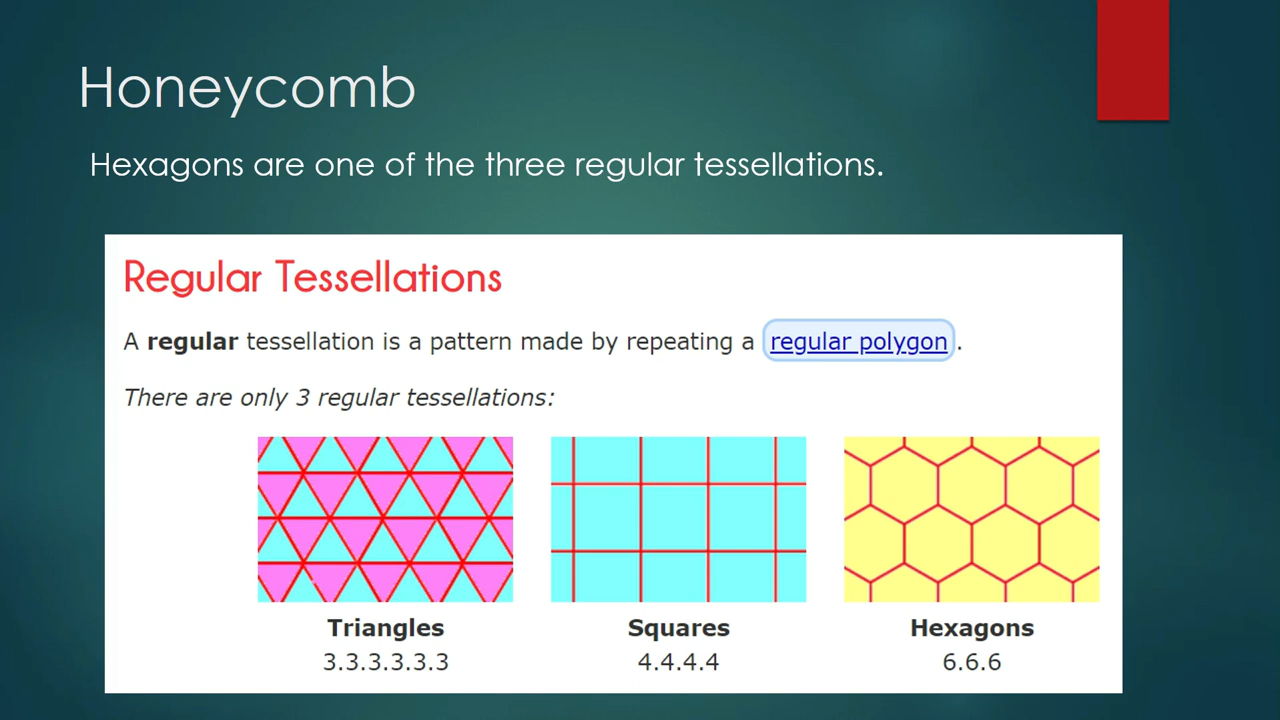 Honeycomb
Hexagons are one of the three regular tessellations.
Regular Tessellations
A regular tessellation is a pattern made by repeating a regular polygon.
There are only 3 regular tessellations:
Triangles
3.3.3.3.3.3
Squares
4.4.4.4
Hexagons
6.6.6